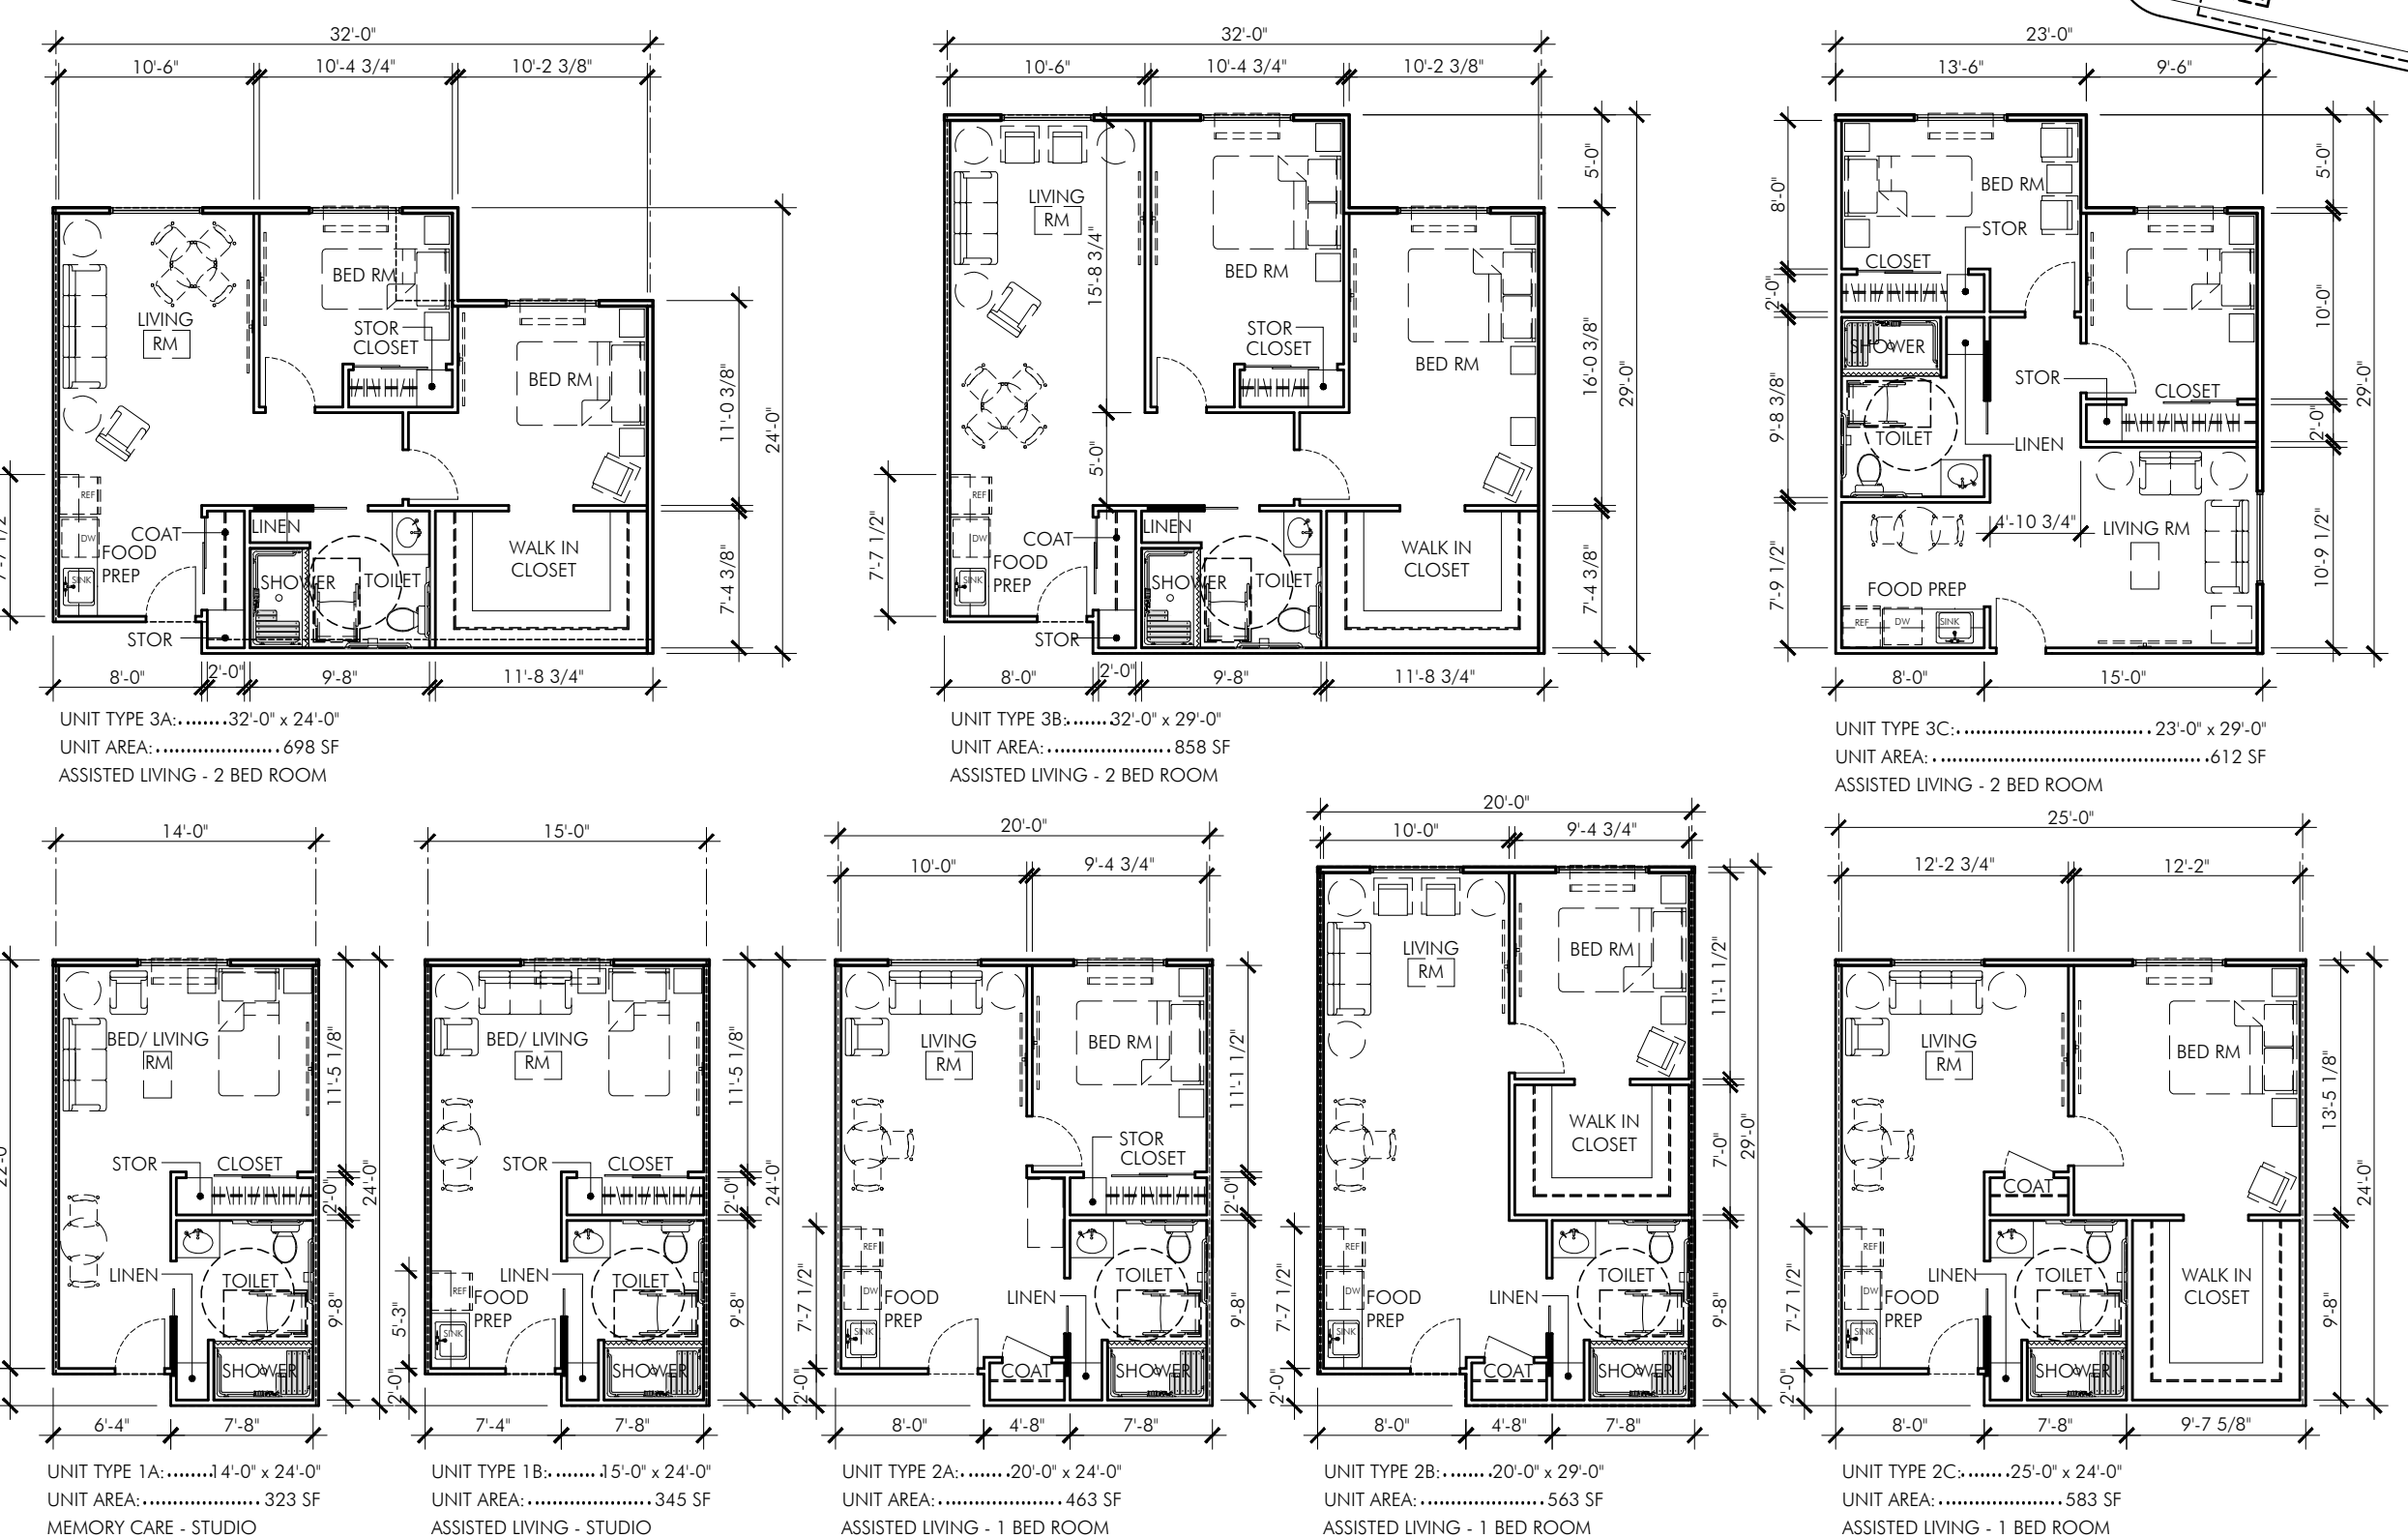 32'-0"
10'-6" 10'-4 3/4" 10'-2 3/8"
LIVING
RM
BED RM
STOR
CLOSET
BED RM
11'-0 3/8"
24'-0"
REF
DW
SINK
COAT
FOOD
PREP
LINEN
SHOWER
TOILET
WALK IN
CLOSET
7'-4 3/8"
7'-7 1/2"
STOR
8'-0" 2'-0" 9'-8" 11'-8 3/4"
UNIT TYPE 3A:........32'-0" x 24'-0"
UNIT AREA:......................698 SF
ASSISTED LIVING - 2 BED ROOM
32'-0"
10'-6" 10'-4 3/4" 10'-2 3/8"
LIVING
RM
15'-8 3/4"
5'-0"
BED RM
STOR
CLOSET
BED RM
5'-0"
16'-0 3/8"
29'-0"
REF
DW
SINK
COAT
FOOD
PREP
LINEN
SHOWER
TOILET
WALK IN
CLOSET
7'-4 3/8"
7'-7 1/2"
STOR
8'-0" 2'-0" 9'-8" 11'-8 3/4"
UNIT TYPE 3B:........32'-0" x 29'-0"
UNIT AREA:......................858 SF
ASSISTED LIVING - 2 BED ROOM
23'-0"
13'-6" 9'-6"
8'-0"
BED RM
STOR
CLOSET
2'-0"
SHOWER
9'-8 3/8"
TOILET
STOR
CLOSET
LINEN
5'-0"
10'-0"
2'-0"
29'-0"
4'-10 3/4"
LIVING RM
10'-9 1/2"
7'-9 1/2"
FOOD PREP
REF
DW
SINK
8'-0" 15'-0"
UNIT TYPE 3C:.................................23'-0" x 29'-0"
UNIT AREA:................................................612 SF
ASSISTED LIVING - 2 BED ROOM
14'-0"
BED/ LIVING
RM
11'-5 1/8"
STOR
CLOSET
2'-0"
24'-0"
22'-0"
LINEN
TOILET
9'-8"
SHOWER
6'-4" 7'-8"
UNIT TYPE 1A:........14'-0" x 24'-0"
UNIT AREA:.....................323 SF
MEMORY CARE - STUDIO
15'-0"
BED/ LIVING
RM
11'-5 1/8"
STOR
CLOSET
2'-0"
24'-0"
REF
FOOD
PREP
SINK
5'-3"
2'-0"
LINEN
TOILET
9'-8"
SHOWER
7'-4" 7'-8"
UNIT TYPE 1B:........15'-0" x 24'-0"
UNIT AREA:......................345 SF
ASSISTED LIVING - STUDIO
20'-0"
10'-0" 9'-4 3/4"
LIVING
RM
BED RM
11'-1 1/2"
STOR
CLOSET
2'-0"
REF
DW
SINK
FOOD
PREP
7'-7 1/2"
2'-0"
LINEN
TOILET
9'-8"
COAT
SHOWER
8'-0" 4'-8" 7'-8"
UNIT TYPE 2A:........20'-0" x 24'-0"
UNIT AREA:.....................463 SF
ASSISTED LIVING - 1 BED ROOM
20'-0"
10'-0" 9'-4 3/4"
LIVING
RM
BED RM
11'-1 1/2"
WALK IN
CLOSET
7'-0"
29'-0"
REF
DW
SINK
FOOD
PREP
7'-7 1/2"
2'-0"
LINEN
TOILET
9'-8"
COAT
SHOWER
8'-0" 4'-8" 7'-8"
UNIT TYPE 2B:.......20'-0" x 29'-0"
UNIT AREA:......................563 SF
ASSISTED LIVING - 1 BED ROOM
25'-0"
12'-2 3/4" 12'-2"
LIVING
RM
BED RM
13'-5 1/8"
COAT
24'-0"
REF
DW
SINK
FOOD
PREP
7'-7 1/2"
2'-0"
LINEN
TOILET
WALK IN
CLOSET
9'-8"
SHOWER
8'-0" 7'-8" 9'-7 5/8"
UNIT TYPE 2C:........25'-0" x 24'-0"
UNIT AREA:......................583 SF
ASSISTED LIVING - 1 BED ROOM